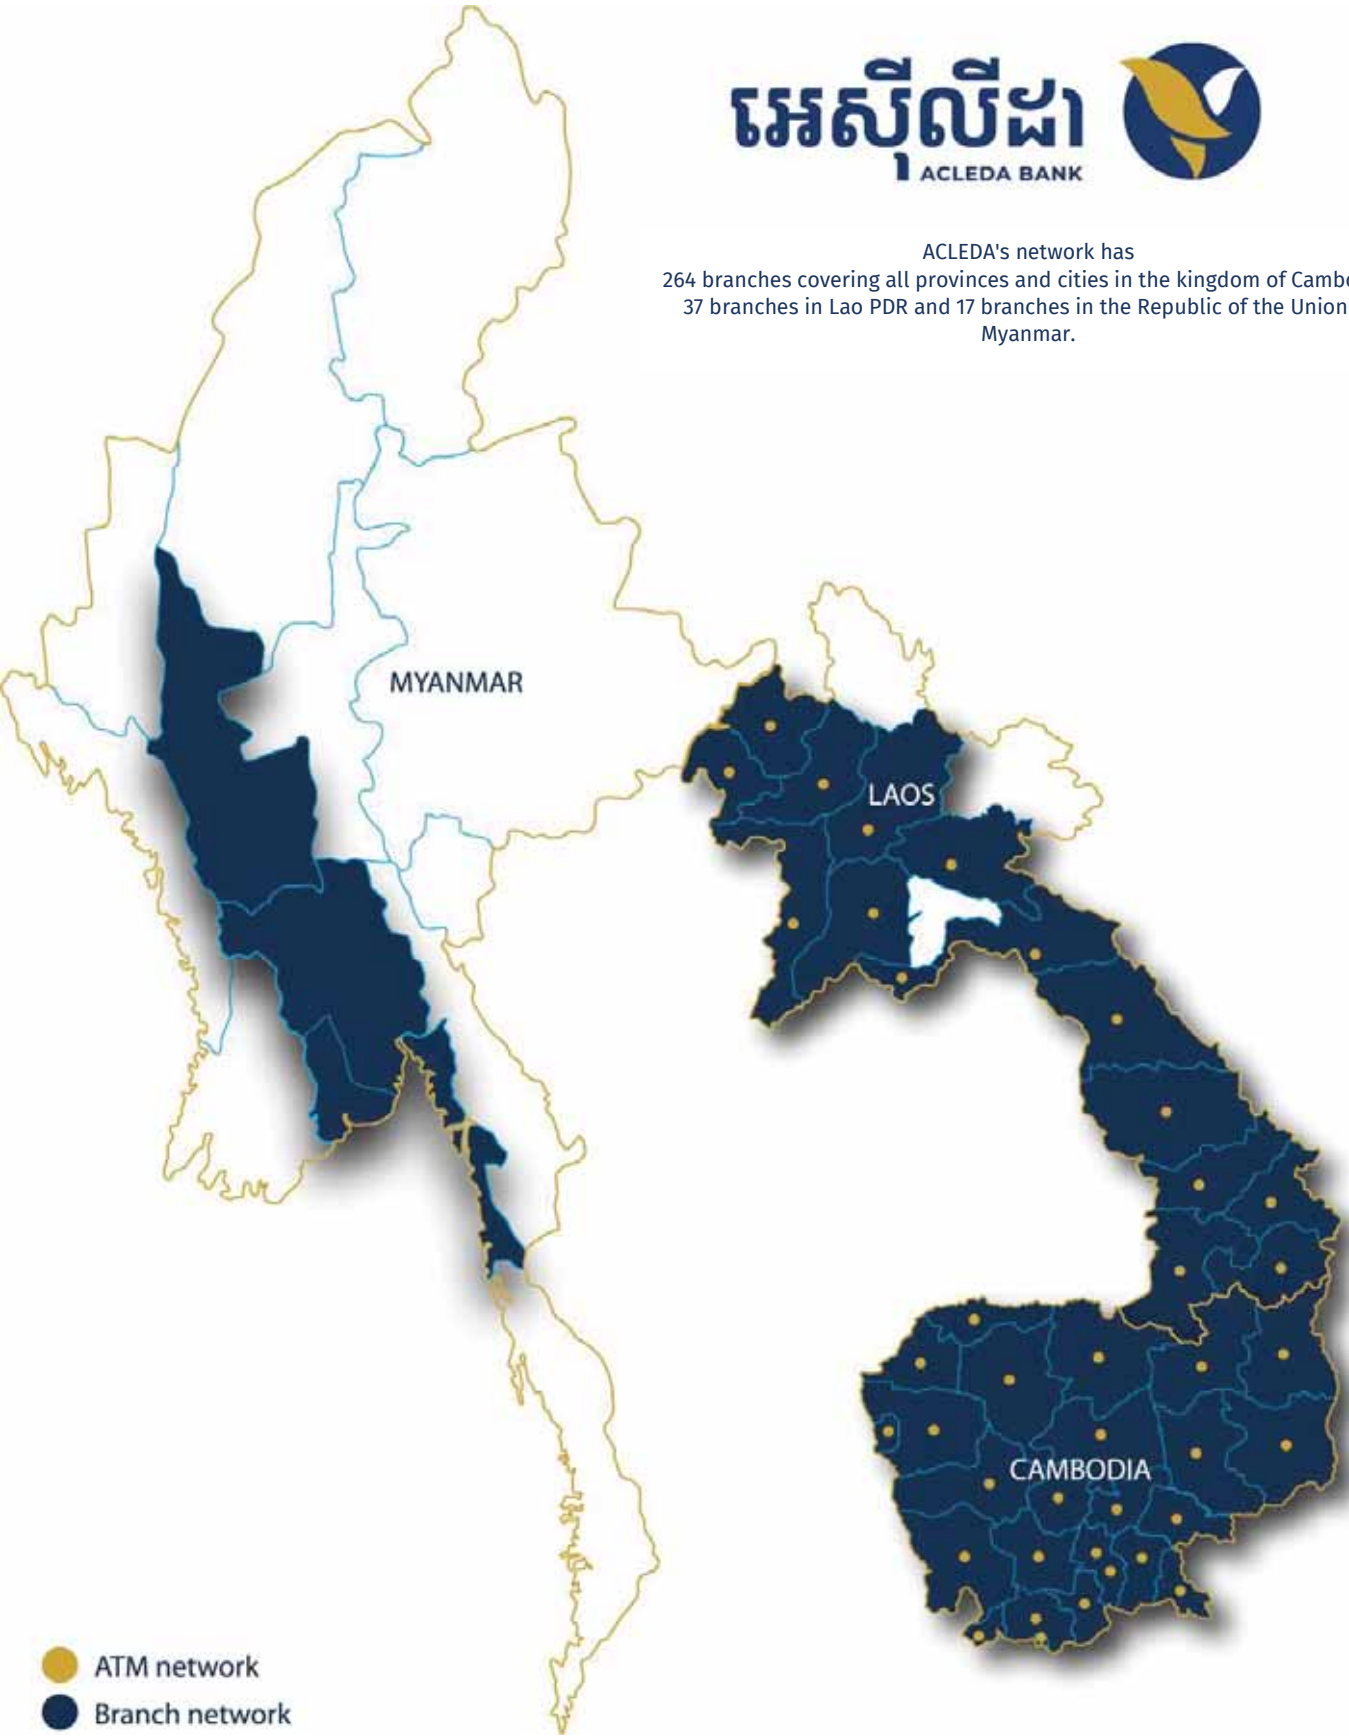 អេស៊ីលីដា
ACLEDA BANK
ACLEDA's network has
264 branches covering all provinces and cities in the kingdom of
37 branches in Lao PDR and 17 branches in the Republic of the Union
Myanmar.
MYANMAR
LAOS
CAMBODIA
ATM network
Branch network